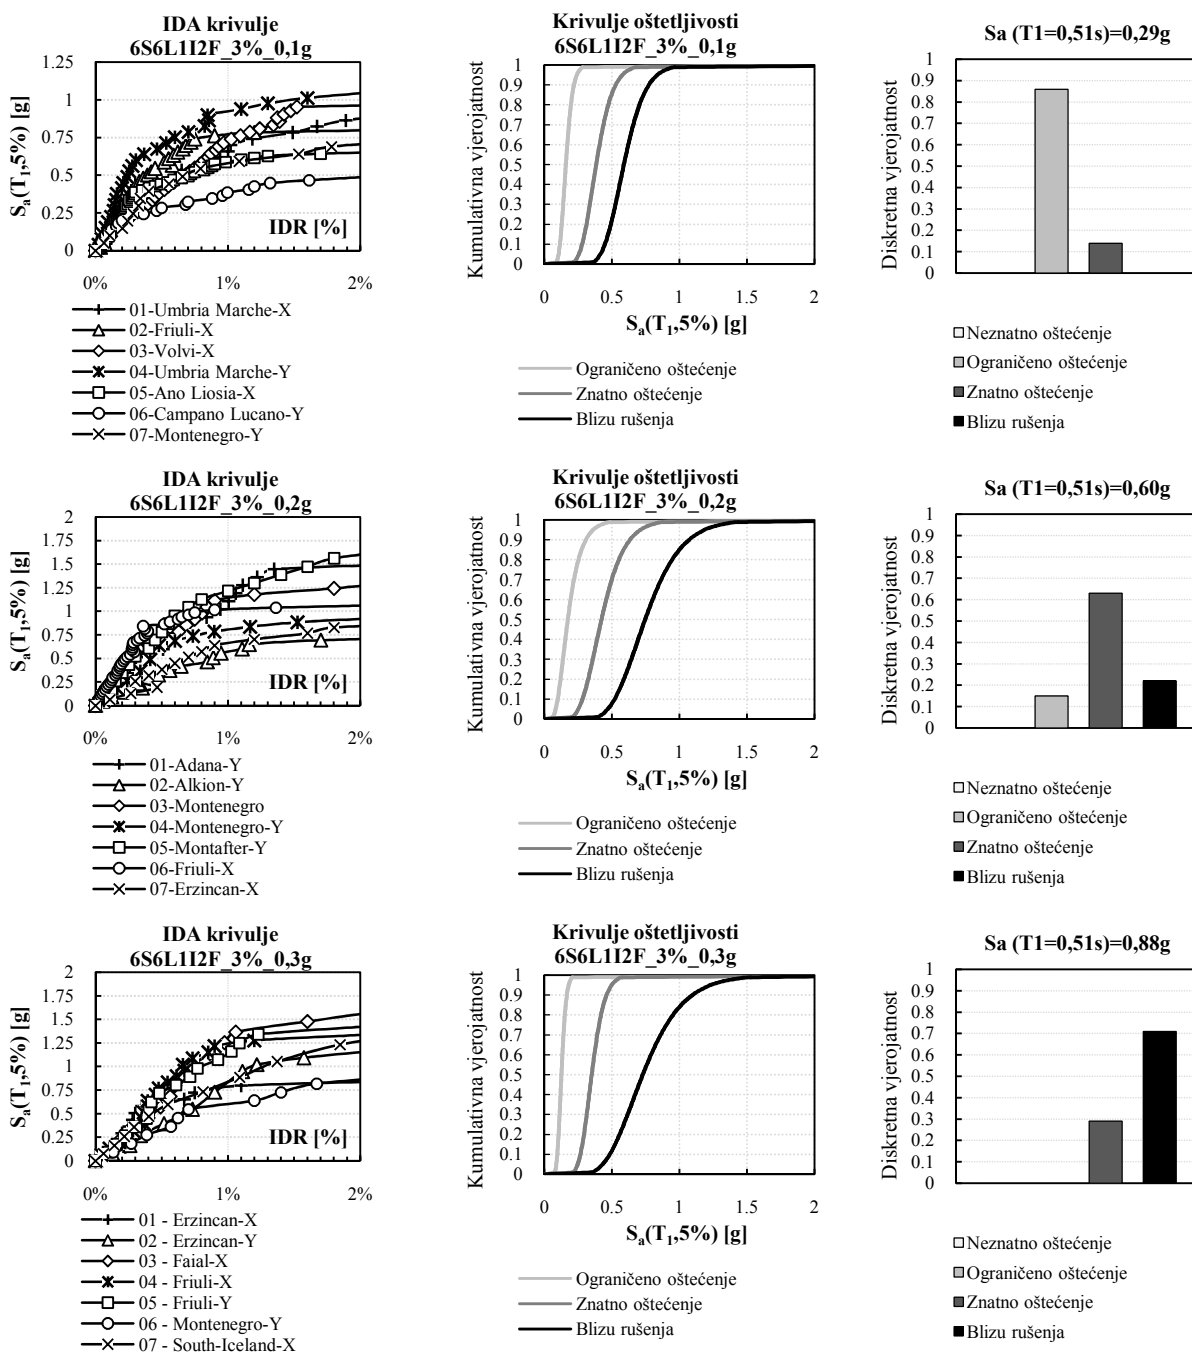 IDA krivulje
6S6L1I2F_3%_0,1g
1.25
1
0.75
0.5
0.25
0
Sa(T1,5%) [g]
IDR [%]
0% 1% 2%
01-Umbria Marche-X
02-Friuli-X
03-Volvi-X
04-Umbria Marche-Y
05-Ano Liosia-X
06-Campano Lucano-Y
07-Montenegro-Y
Krivulje oštetljivosti
6S6L1I2F_3%_0,1g
Kumulativna vjerojatnost
1
0.9
0.8
0.7
0.6
0.5
0.4
0.3
0.2
0.1
0
0 0.5 1 1.5 2
Sa(T1,5%) [g]
Ograničeno oštećenje
Znatno oštećenje
Blizu rušenja
Sa (T1=0,51s)=0,29g
Diskretna vjerojatnost
1
0.9
0.8
0.7
0.6
0.5
0.4
0.3
0.2
0.1
0
Neznatno oštećenje
Ograničeno oštećenje
Znatno oštećenje
Blizu rušenja
IDA krivulje
6S6L1I2F_3%_0,2g
2
1.75
1.5
1.25
1
0.75
0.5
0.25
0
Sa(T1,5%) [g]
IDR [%]
0% 1% 2%
01-Adana-Y
02-Alkion-Y
03-Montenegro
04-Montenegro-Y
05-Montafter-Y
06-Friuli-X
07-Erzincan-X
Krivulje oštetljivosti
6S6L1I2F_3%_0,2g
Kumulativna vjerojatnost
1
0.9
0.8
0.7
0.6
0.5
0.4
0.3
0.2
0.1
0
0 0.5 1 1.5 2
Sa(T1,5%) [g]
Ograničeno oštećenje
Znatno oštećenje
Blizu rušenja
Sa (T1=0,51s)=0,60g
Diskretna vjerojatnost
1
0.9
0.8
0.7
0.6
0.5
0.4
0.3
0.2
0.1
0
Neznatno oštećenje
Ograničeno oštećenje
Znatno oštećenje
Blizu rušenja
IDA krivulje
6S6L1I2F_3%_0,3g
2
1.75
1.5
1.25
1
0.75
0.5
0.25
0
Sa(T1,5%) [g]
IDR [%]
0% 1% 2%
01 - Erzincan-X
02 - Erzincan-Y
03 - Faial-X
04 - Friuli-X
05 - Friuli-Y
06 - Montenegro-Y
07 - South-Iceland-X
Krivulje oštetljivosti
6S6L1I2F_3%_0,3g
Kumulativna vjerojatnost
1
0.9
0.8
0.7
0.6
0.5
0.4
0.3
0.2
0.1
0
0 0.5 1 1.5 2
Sa(T1,5%) [g]
Ograničeno oštećenje
Znatno oštećenje
Blizu rušenja
Sa (T1=0,51s)=0,88g
Diskretna vjerojatnost
1
0.9
0.8
0.7
0.6
0.5
0.4
0.3
0.2
0.1
0
Neznatno oštećenje
Ograničeno oštećenje
Znatno oštećenje
Blizu rušenja